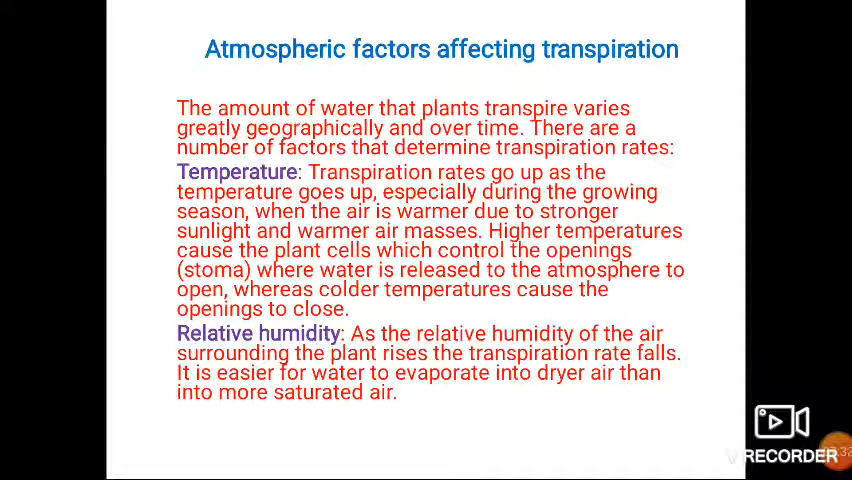 Atmospheric factors affecting transpiration
The amount of water that plants transpire varies
greatly geographically and over time. There are a
number of factors that determine transpiration rates:
Temperature: Transpiration rates go up as the
temperature goes up, especially during the growing
season, when the air is warmer due to stronger
sunlight and warmer air masses. Higher temperatures
cause the plant cells which control the openings
(stoma) where water is released to the atmosphere to
open, whereas colder temperatures cause the
openings to close.
Relative humidity: As the relative humidity of the air
surrounding the plant rises the transpiration rate falls.
It is easier for water to evaporate into dryer air than
into more saturated air.
V RECORDER